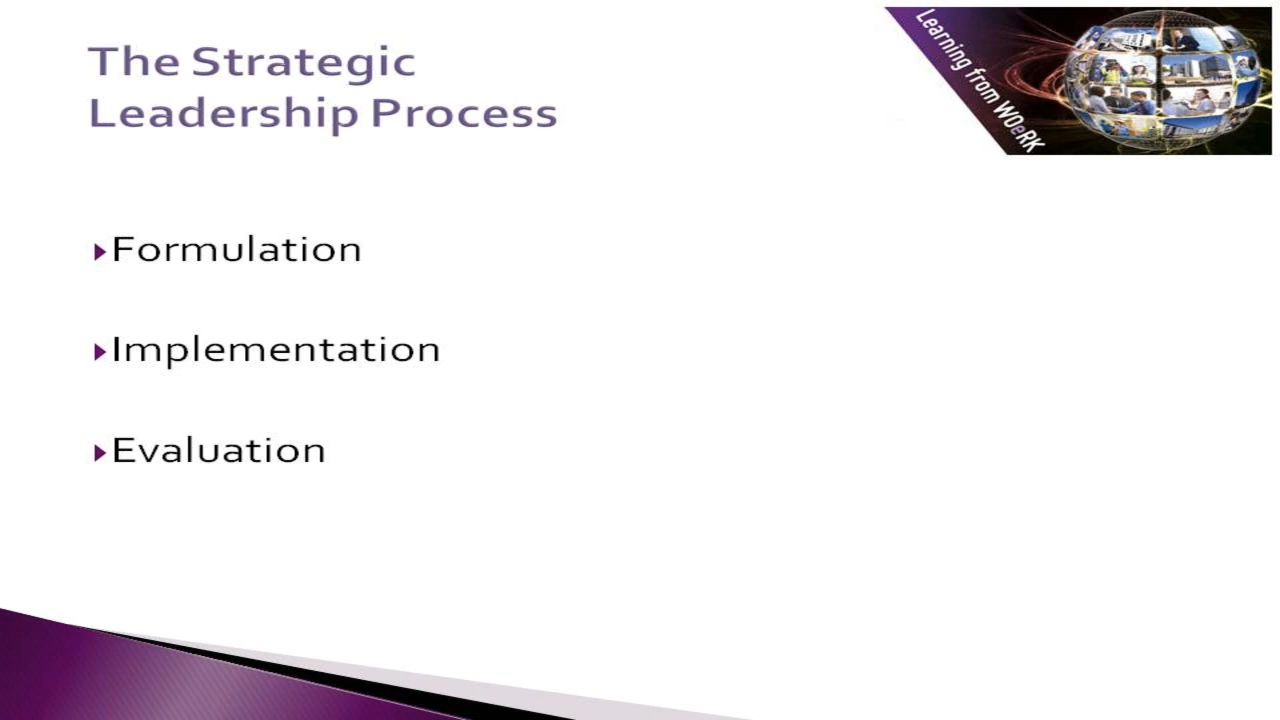 The Strategic
Leadership Process
Learning from WOeRK
Formulation
Implementation
Evaluation